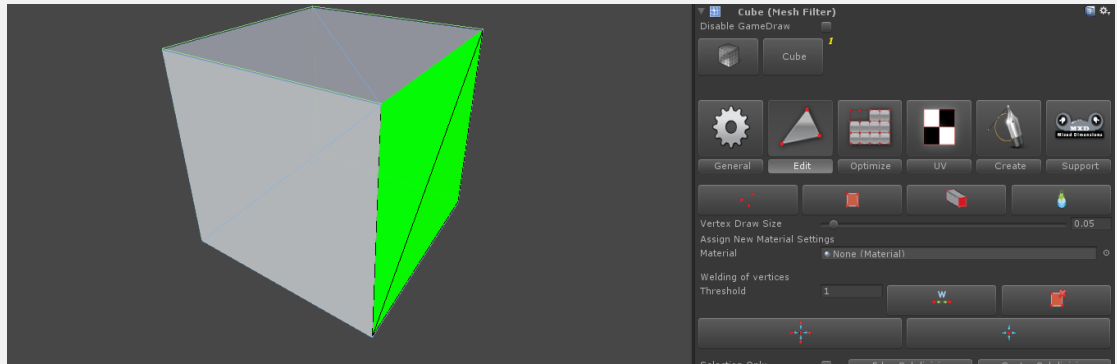 Cube (Mesh Filter)
Disable GameDraw
Cube
1
General
Edit
Optimize
UV
Create
MXD
Mixed Dimensions
Support
Vertex Draw Size
0.05
Assign New Material Settings
Material
None (Material)
Welding of vertices
Threshold
1
W